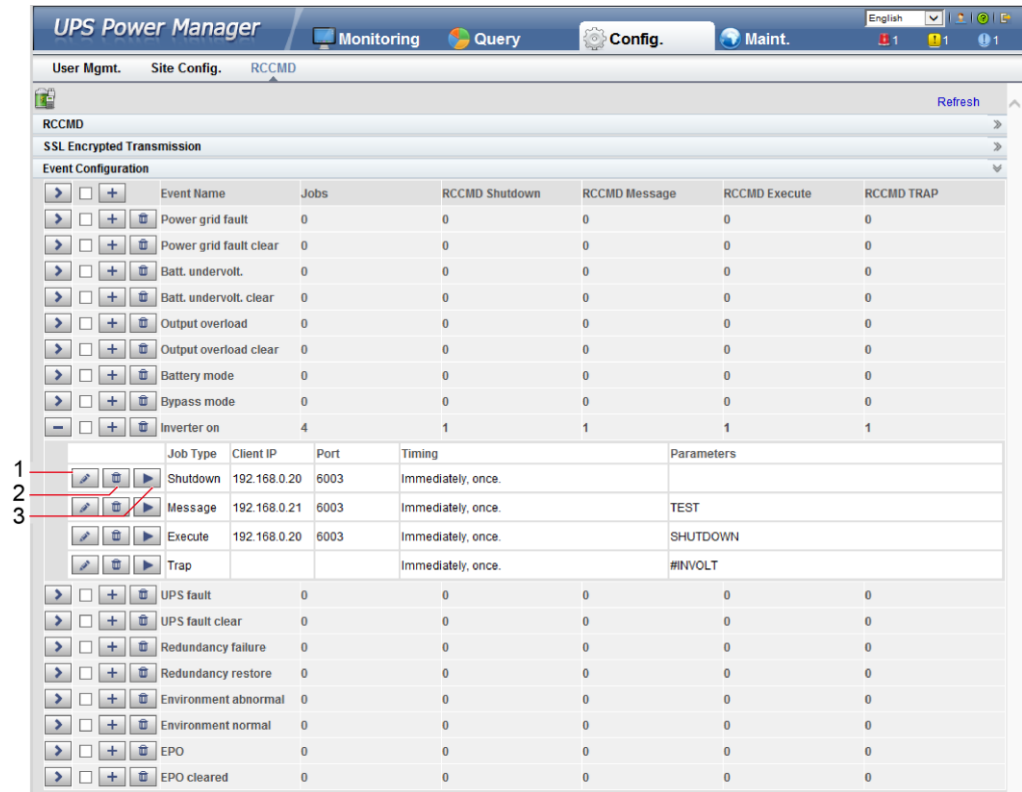 UPS Power Manager
Monitoring Query Config. Maint.
English
1 1 1
User Mgmt. Site Config. RCCMD
Refresh
RCCMD
SSL Encrypted Transmission
Event Configuration
Event Name Jobs RCCMD Shutdown RCCMD Message RCCMD Execute RCCMD TRAP
Power grid fault 0 0 0 0 0
Power grid fault clear 0 0 0 0 0
Batt. undervolt. 0 0 0 0 0
Batt. undervolt. clear 0 0 0 0 0
Output overload 0 0 0 0 0
Output overload clear 0 0 0 0 0
Battery mode 0 0 0 0 0
Bypass mode 0 0 0 0 0
Inverter on 4 1 1 1 1
Job Type Client IP Port Timing Parameters
1
Shutdown 192.168.0.20 6003 Immediately, once.
2
3
Message 192.168.0.21 6003 Immediately, once. TEST
Execute 192.168.0.20 6003 Immediately, once. SHUTDOWN
Trap Immediately, once. #INVOLT
UPS fault 0 0 0 0 0
UPS fault clear 0 0 0 0 0
Redundancy failure 0 0 0 0 0
Redundancy restore 0 0 0 0 0
Environment abnormal 0 0 0 0 0
Environment normal 0 0 0 0 0
EPO 0 0 0 0 0
EPO cleared 0 0 0 0 0